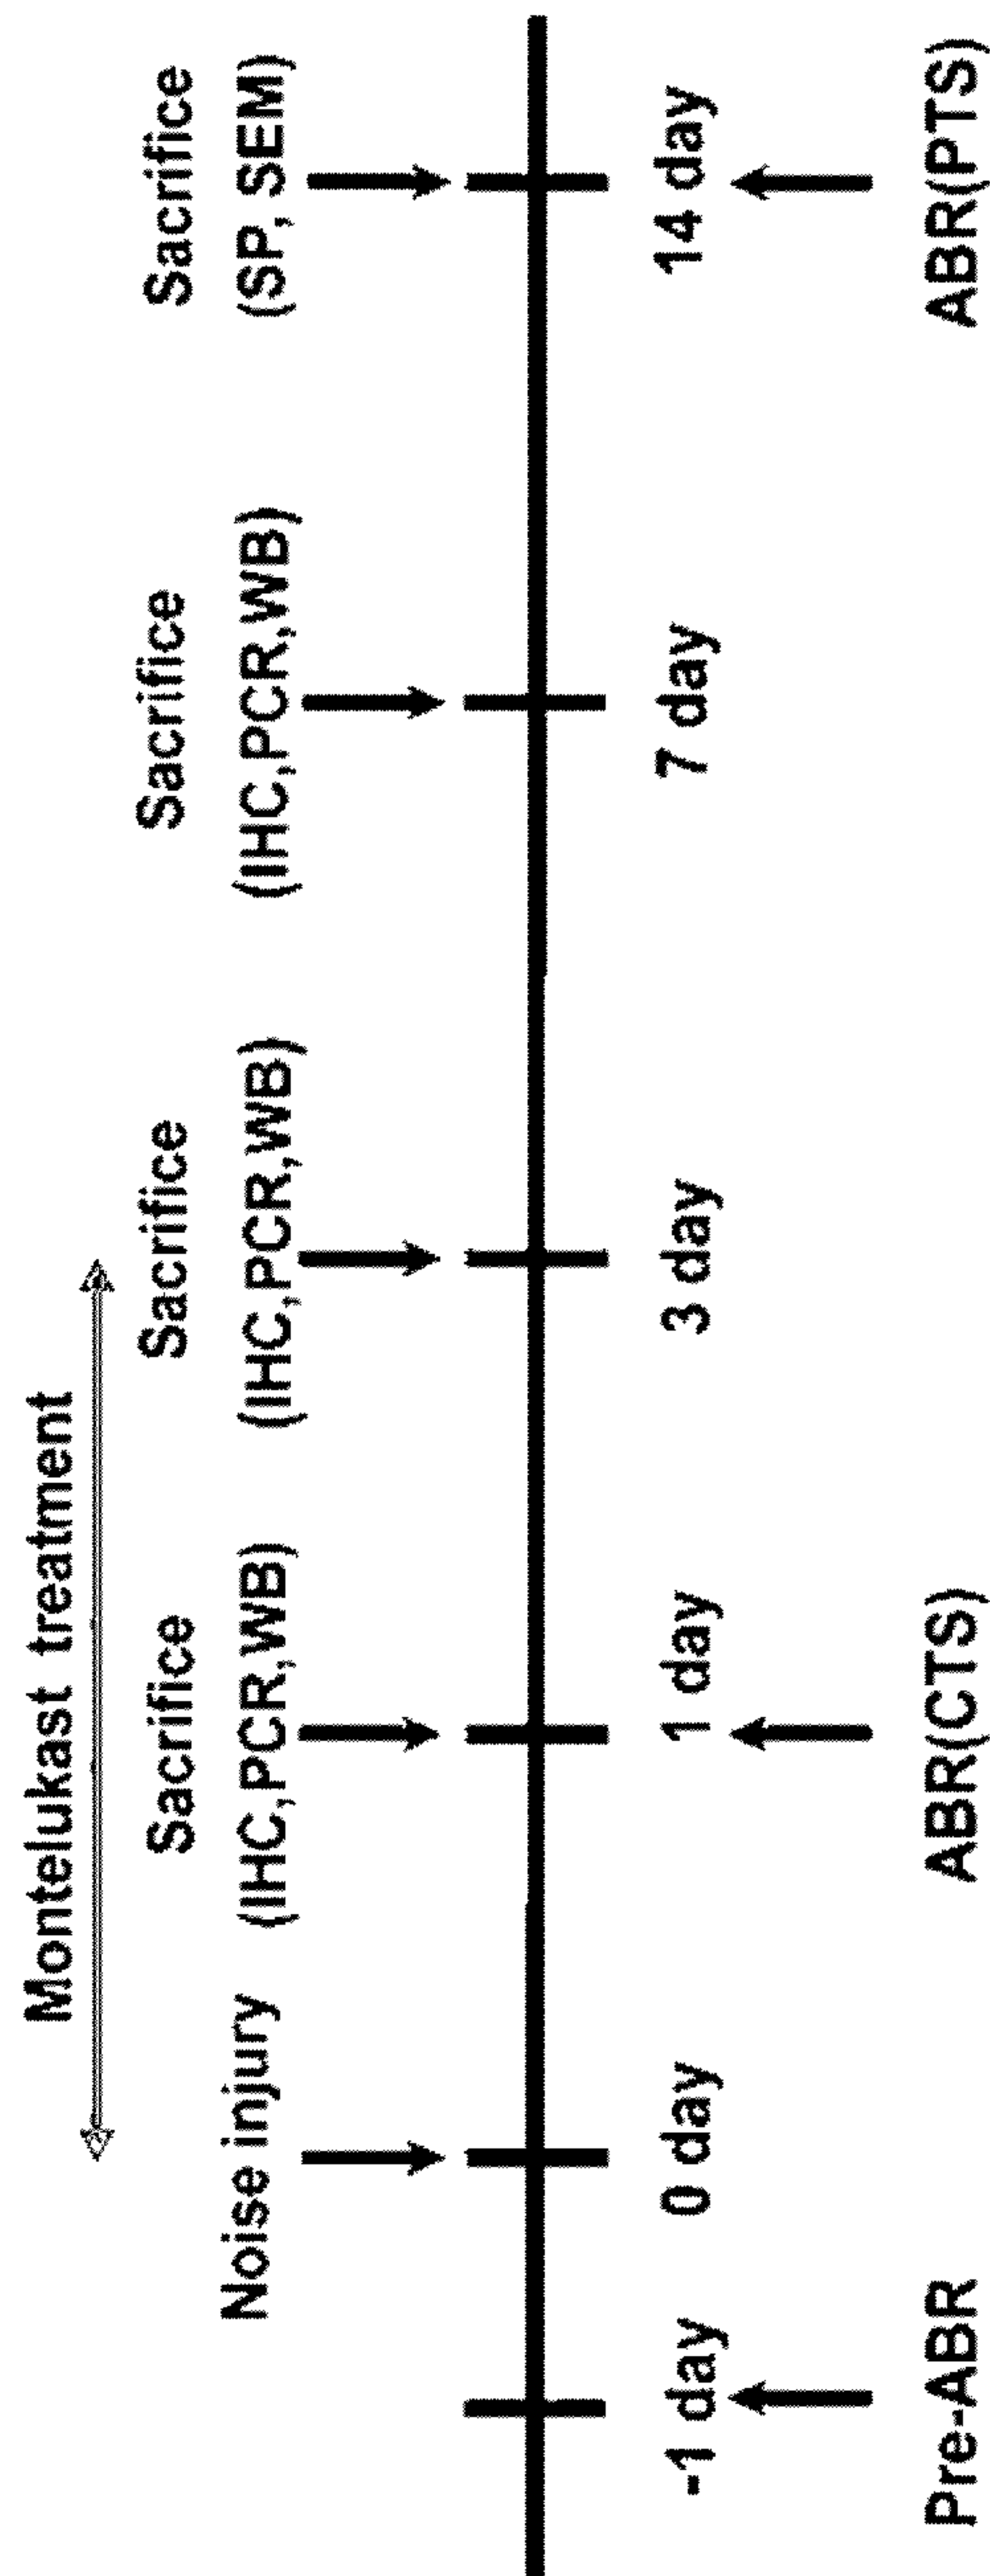 Montelukast treatment
Sacrifice
Sacrifice
Sacrifice
Sacrifice
Noise injury
(IHC,PCR,WB)
(IHC,PCR,WB)
(IHC,PCR,WB)
(SP, SEM)
-1 day
0 day
1 day
3 day
7 day
14 day
Pre-ABR
ABR(CTS)
ABR(PTS)